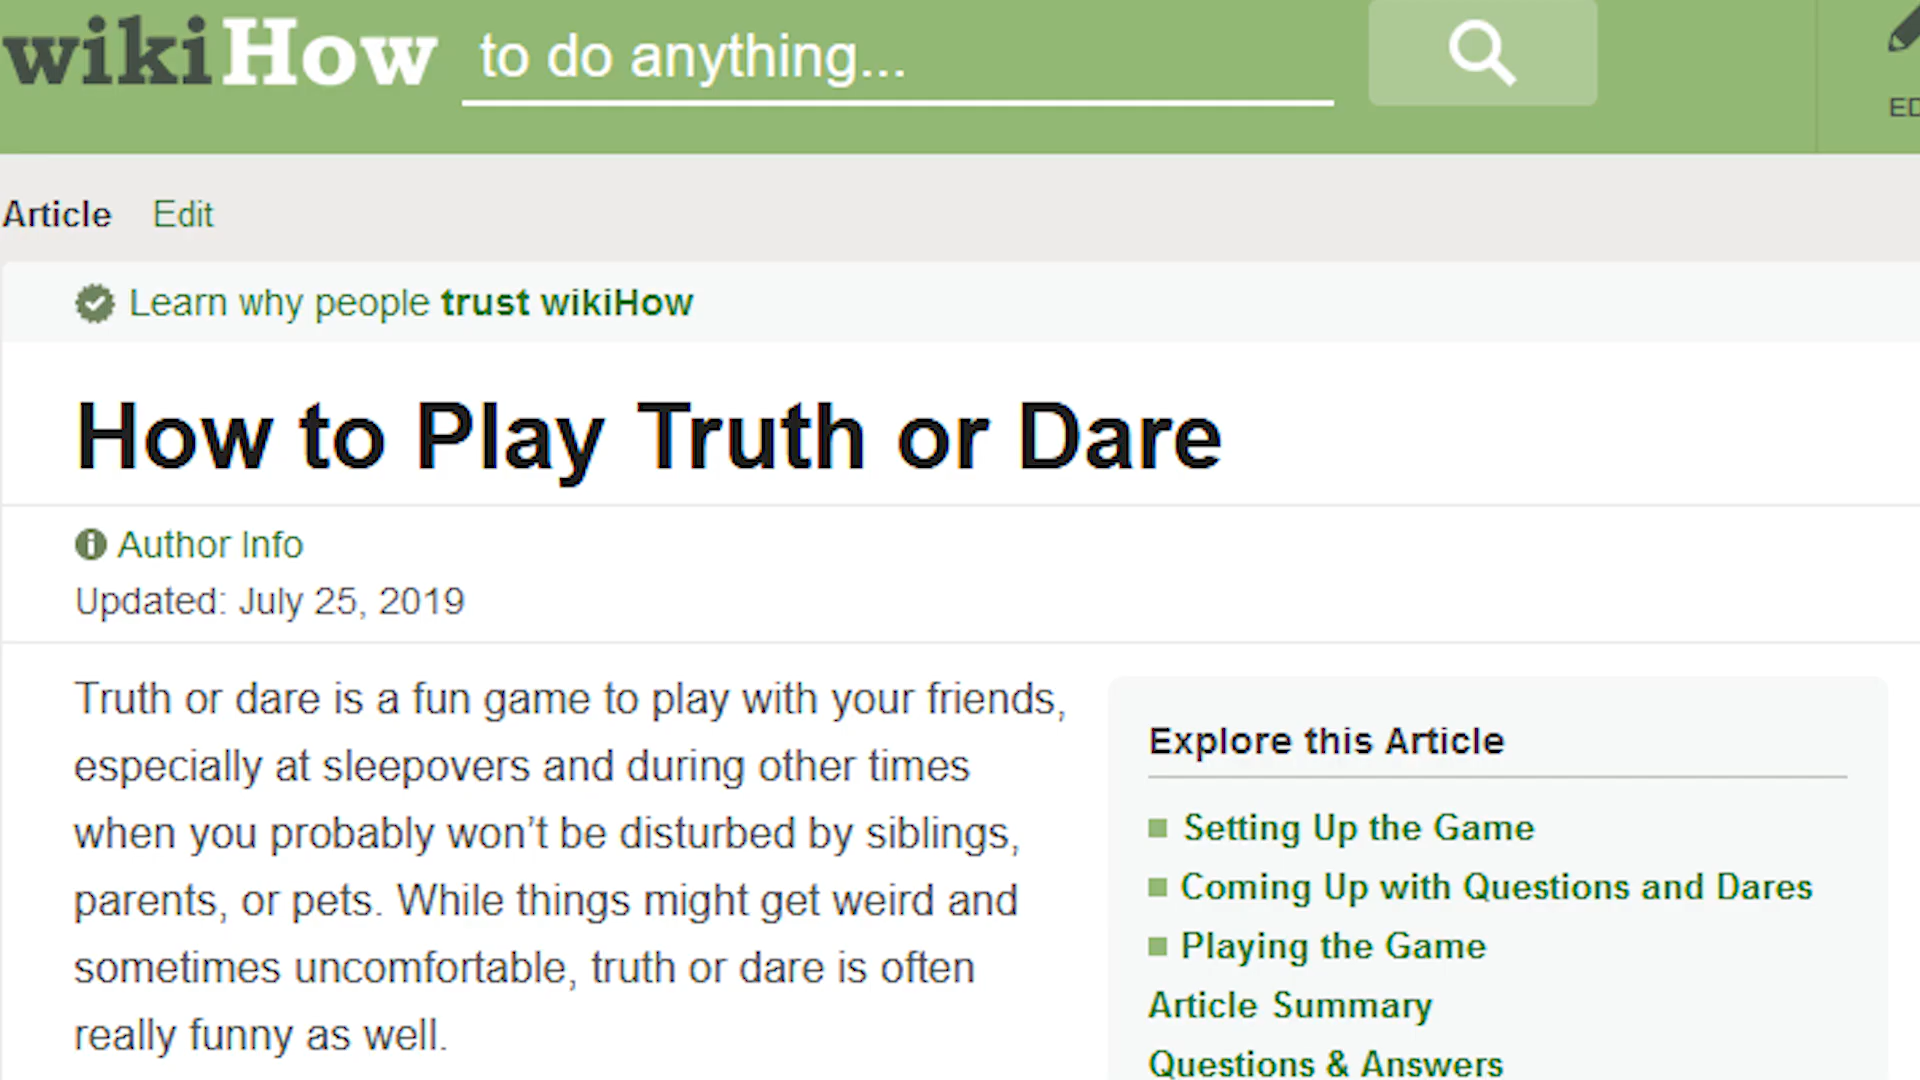 wikiHow to do anything...
ED
Article Edit
Learn why people trust wikiHow
How to Play Truth or Dare
Author Info
Updated: July 25, 2019
Truth or dare is a fun game to play with your friends,
especially at sleepovers and during other times
when you probably won’t be disturbed by siblings,
parents, or pets. While things might get weird and
sometimes uncomfortable, truth or dare is often
really funny as well.
Explore this Article
Setting Up the Game
Coming Up with Questions and Dares
Playing the Game
Article Summary
Questions & Answers